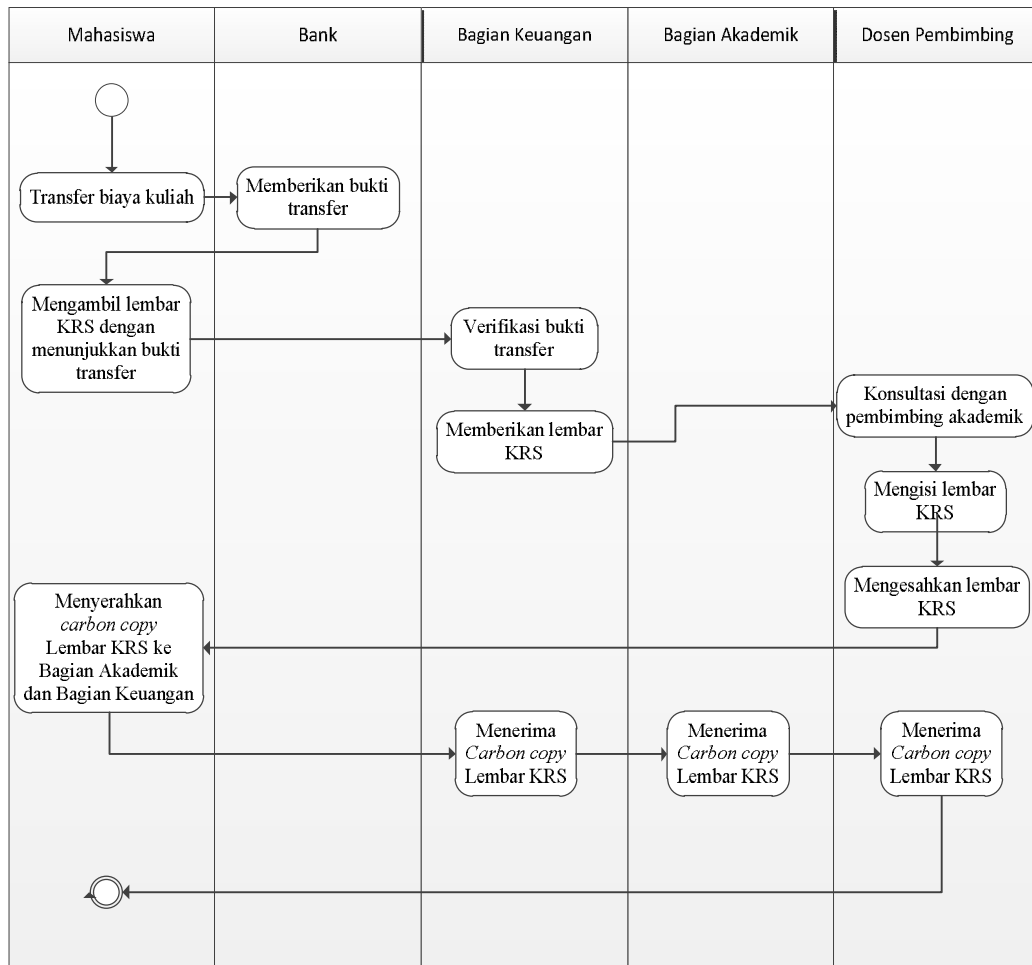 Mahasiswa
Bank
Bagian Keuangan
Bagian Akademik
Dosen Pembimbing
Transfer biaya kuliah
Memberikan bukti
transfer
Mengambil lembar
KRS dengan
menunjukkan bukti
transfer
Verifikasi bukti
transfer
Memberikan lembar
KRS
Konsultasi dengan
pembimbing akademik
Mengisi lembar
KRS
Mengesahkan lembar
KRS
Menyerahkan
carbon copy
Lembar KRS ke
Bagian Akademik
dan Bagian Keuangan
Menerima
Carbon copy
Lembar KRS
Menerima
Carbon copy
Lembar KRS
Menerima
Carbon copy
Lembar KRS